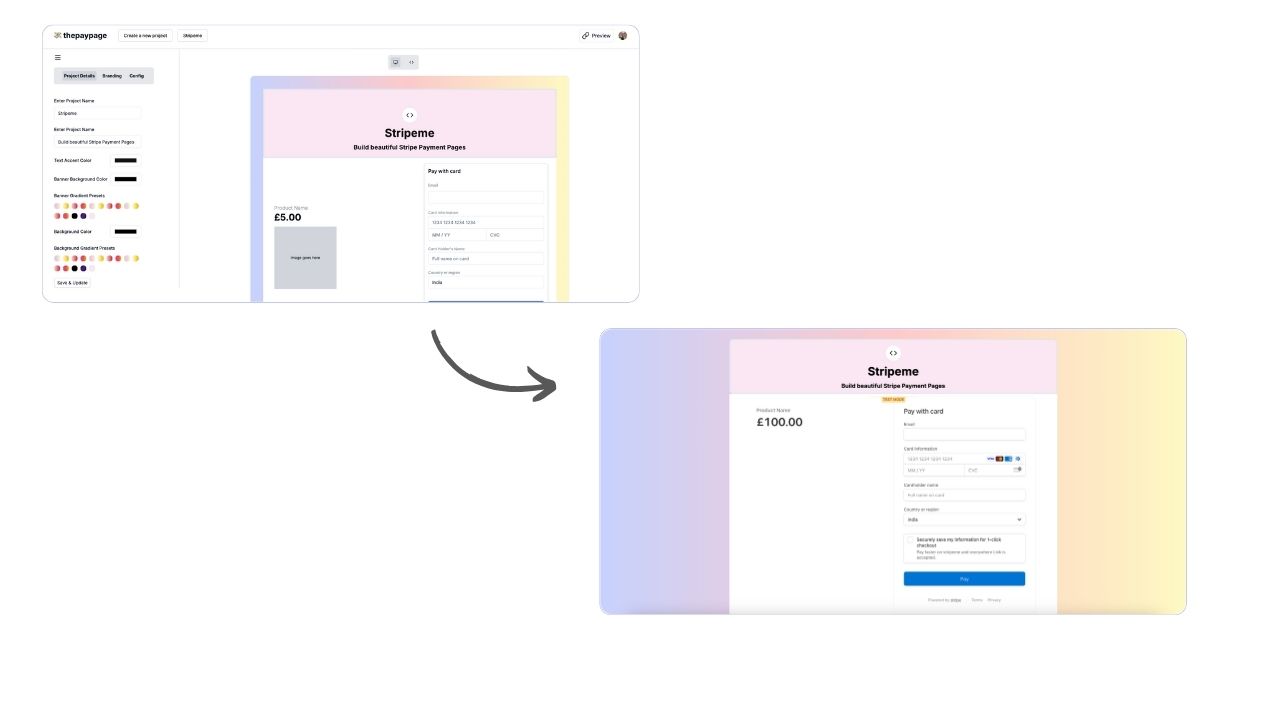 thepaypage
Create a new project
Stripeme
Preview
Project Details
Branding
Config
Enter Project Name
Stripeme
Enter Project Name
Build beautiful Stripe Payment Pages
Text Accent Color
Banner Background Color
Banner Gradient Presets
Background Color
Background Gradient Presets
Save & Update
Stripeme
Build beautiful Stripe Payment Pages
Product Name
£5.00
Image goes here
Pay with card
Email
Card Information
1234 1234 1234 1234
MM / YY
CVC
Card Holder's Name
Full name on card
Country or region
India
Stripeme
Build beautiful Stripe Payment Pages
TEST MODE
Product Name
£100.00
Pay with card
Email
Card information
1234 1234 1234 1234
VISA
MM / YY
CVC
Cardholder name
Full name on card
Country or region
India
Securely save my information for 1-click
checkout
Pay faster on stripeme and everywhere Link is
accepted.
Pay
Powered by stripe
Terms
Privacy